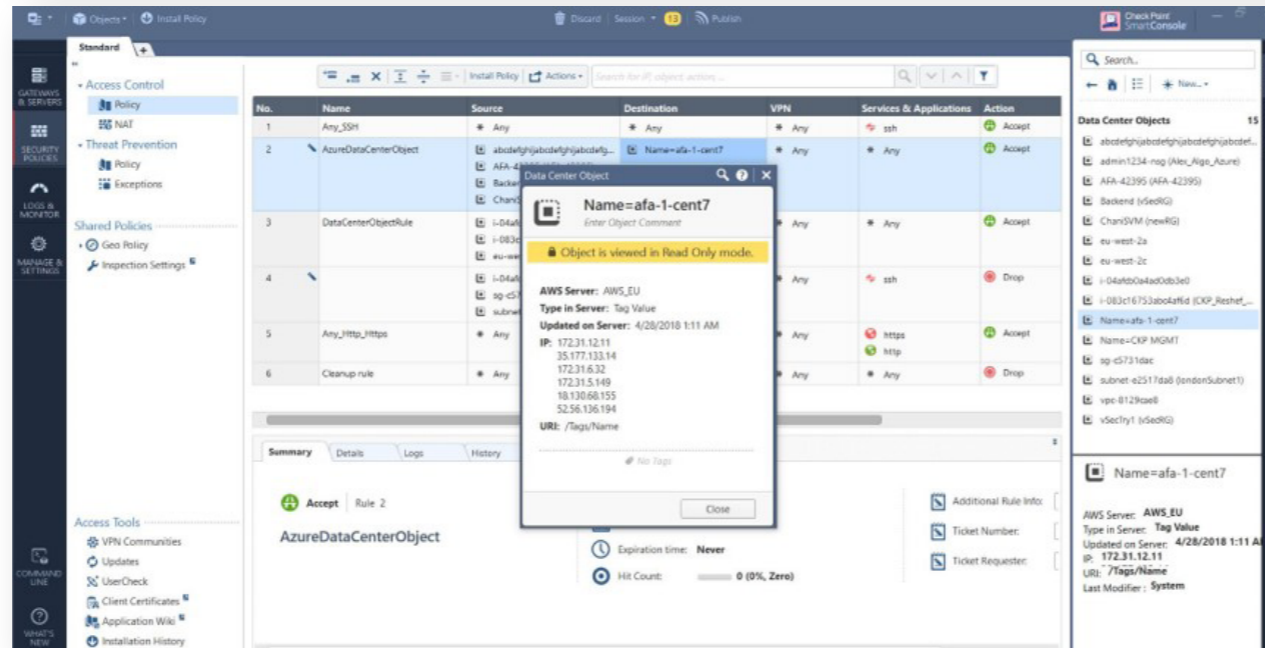 Objects Install Policy Discard Session 13 Publish Check Point SmartConsole
GATEWAYS & SERVERS
SECURITY POLICIES
LOGS & MONITOR
MANAGE & SETTINGS
COMMAND LINE
WHAT'S NEW
Standard +
Access Control
Policy
NAT
Threat Prevention
Policy
Exceptions
Shared Policies
Geo Policy
Inspection Settings
Access Tools
VPN Communities
Updates
UserCheck
Client Certificates
Application Wiki
Installation History
Install Policy Actions Search for IP, object, action, ...
No. Name Source Destination VPN Services & Applications Action
1 Any_SSH Any Any Any ssh Accept
2 AzureDataCenterObject abcdefghijabcdefghijabcdefg... Name=afa-1-cent7 Any Any Accept
3 DataCenterObjectRule Any Any Accept
4 Any ssh Drop
5 Any_Http_Https Any Any https Accept
http
6 Cleanup rule Any Any Any Drop
Data Center Object
Name=afa-1-cent7
Enter Object Comment
Object is viewed in Read Only mode.
AWS Server: AWS_EU
Type in Server: Tag Value
Updated on Server: 4/28/2018 1:11 AM
IP: 172.31.12.11
35.177.133.14
172.31.6.32
172.31.5.149
18.130.68.155
52.56.136.194
URI: /Tags/Name
No Tags
Close
Summary Details Logs History
Accept Rule 2
AzureDataCenterObject
Expiration time: Never
Hit Count: 0 (0%, Zero)
Additional Rule Info:
Ticket Number:
Ticket Requester:
Search...
New...
Data Center Objects 15
abcdefghijabcdefghijabcdefghijabcdef...
admin1234-nsg (Alex_Algo_Azure)
AFA-42395 (AFA-42395)
Backend (vSecRG)
ChaniSVM (newRG)
eu-west-2a
eu-west-2c
Name=afa-1-cent7
Name=CKP MGMT
sg-c5731dac
subnet-e2517da8 (londonSubnet1)
vpc-8129cae8
vSecTry1 (vSecRG)
Name=afa-1-cent7
AWS Server: AWS_EU
Type in Server: Tag Value
Updated on Server: 4/28/2018 1:11 AM
IP: 172.31.12.11
URI: /Tags/Name
Last Modifier : System